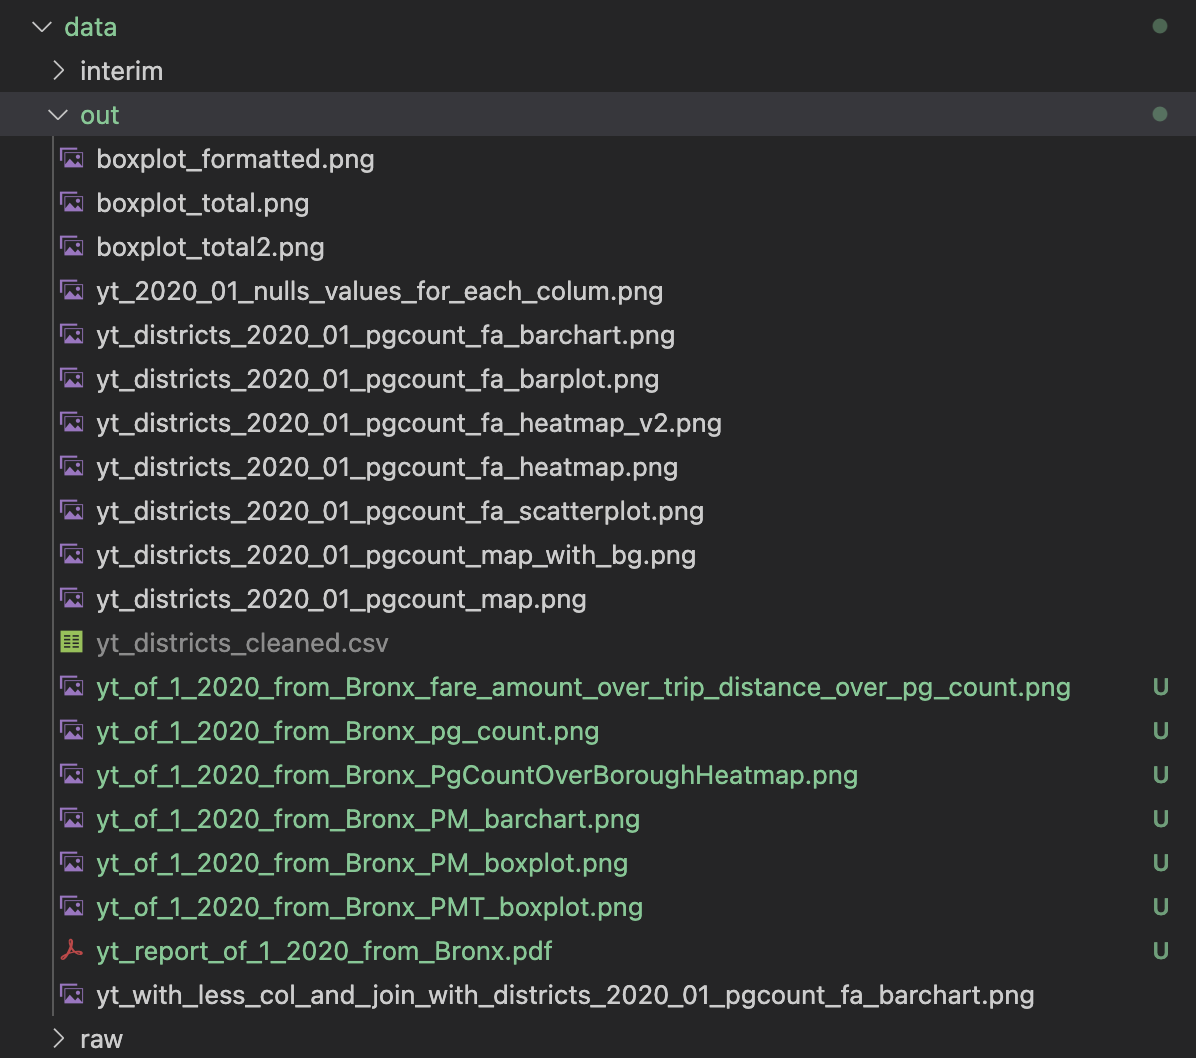 data
interim
out
boxplot_formatted.png
boxplot_total.png
boxplot_total2.png
yt_2020_01_nulls_values_for_each_colum.png
yt_districts_2020_01_pgcount_fa_barchart.png
yt_districts_2020_01_pgcount_fa_barplot.png
yt_districts_2020_01_pgcount_fa_heatmap_v2.png
yt_districts_2020_01_pgcount_fa_heatmap.png
yt_districts_2020_01_pgcount_fa_scatterplot.png
yt_districts_2020_01_pgcount_map_with_bg.png
yt_districts_2020_01_pgcount_map.png
yt_districts_cleaned.csv
yt_of_1_2020_from_Bronx_fare_amount_over_trip_distance_over_pg_count.png U
yt_of_1_2020_from_Bronx_pg_count.png U
yt_of_1_2020_from_Bronx_PgCountOverBoroughHeatmap.png U
yt_of_1_2020_from_Bronx_PM_barchart.png U
yt_of_1_2020_from_Bronx_PM_boxplot.png U
yt_of_1_2020_from_Bronx_PMT_boxplot.png U
yt_report_of_1_2020_from_Bronx.pdf U
yt_with_less_col_and_join_with_districts_2020_01_pgcount_fa_barchart.png
raw